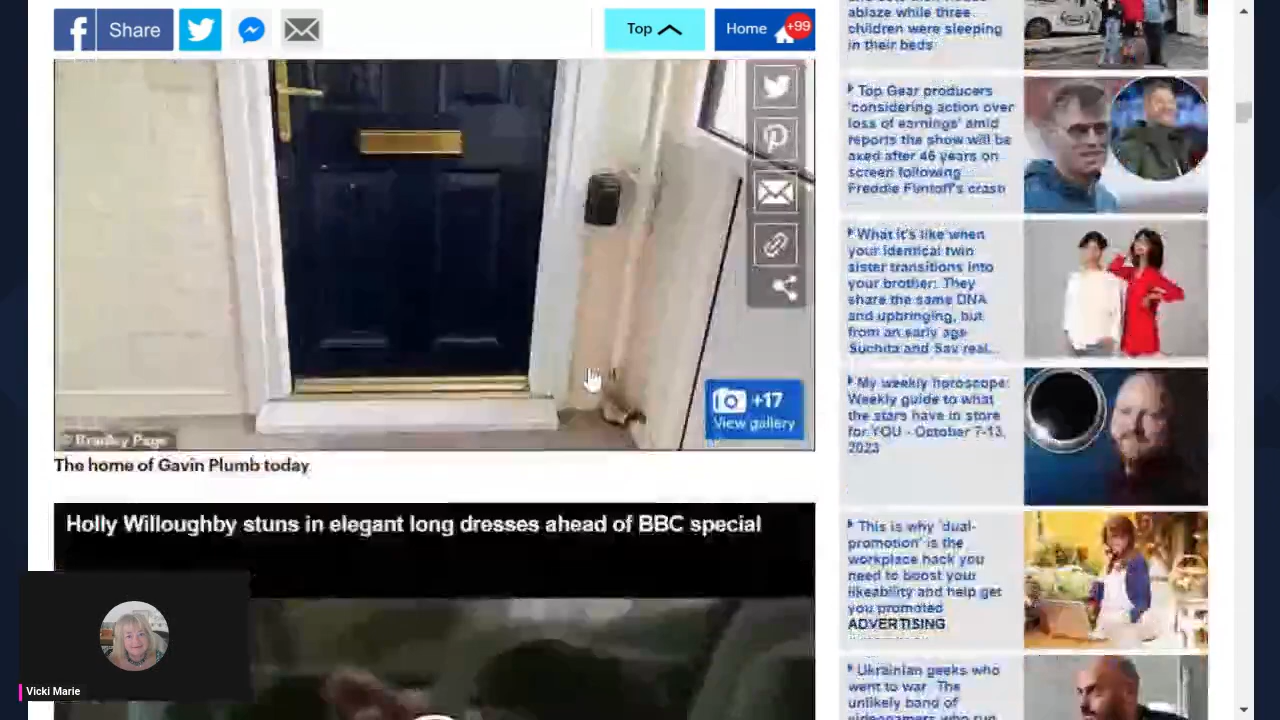 Share
Top
Home
+99
+17
View gallery
© Bradley Page
The home of Gavin Plumb today
Holly Willoughby stuns in elegant long dresses ahead of BBC special
Vicki Marie
ablaze while three
children were sleeping
in their beds
Top Gear producers
'considering action over
loss of earnings' amid
reports the show will be
axed after 46 years on
screen following
Freddie Flintoff's crash
What it's like when
your identical twin
sister transitions into
your brother: They
share the same DNA
and upbringing, but
from an early age
Suchita and Sav real...
My weekly horoscope:
Weekly guide to what
the stars have in store
for YOU - October 7-13,
2023
This is why 'dual-
promotion' is the
workplace hack you
need to boost your
likeability and help get
you promoted
ADVERTISING
Ukrainian geeks who
went to war: The
unlikely band of
videogamers who run